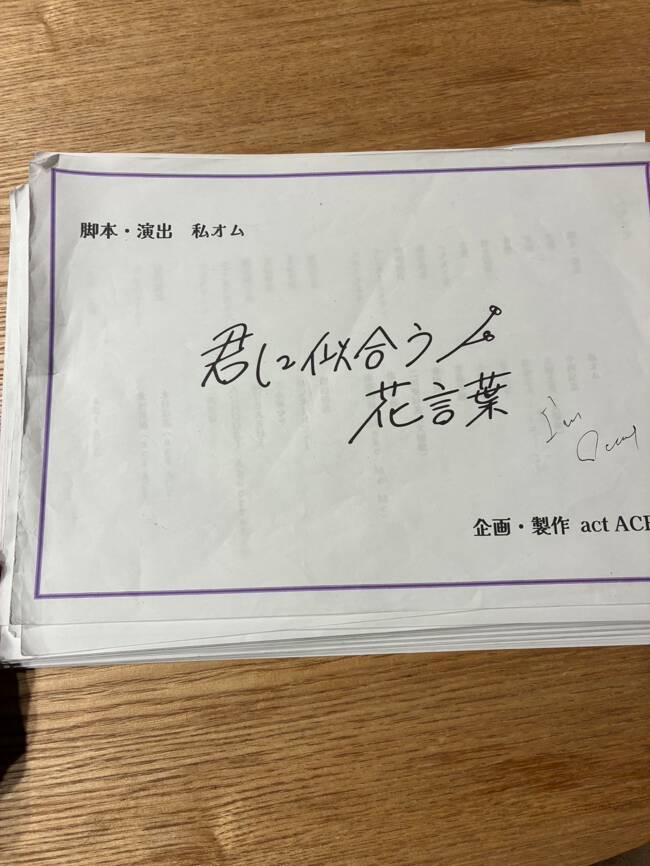 脚本・演出　私オム
君に似合う
花言葉
I'm
企画・製作 act ACE